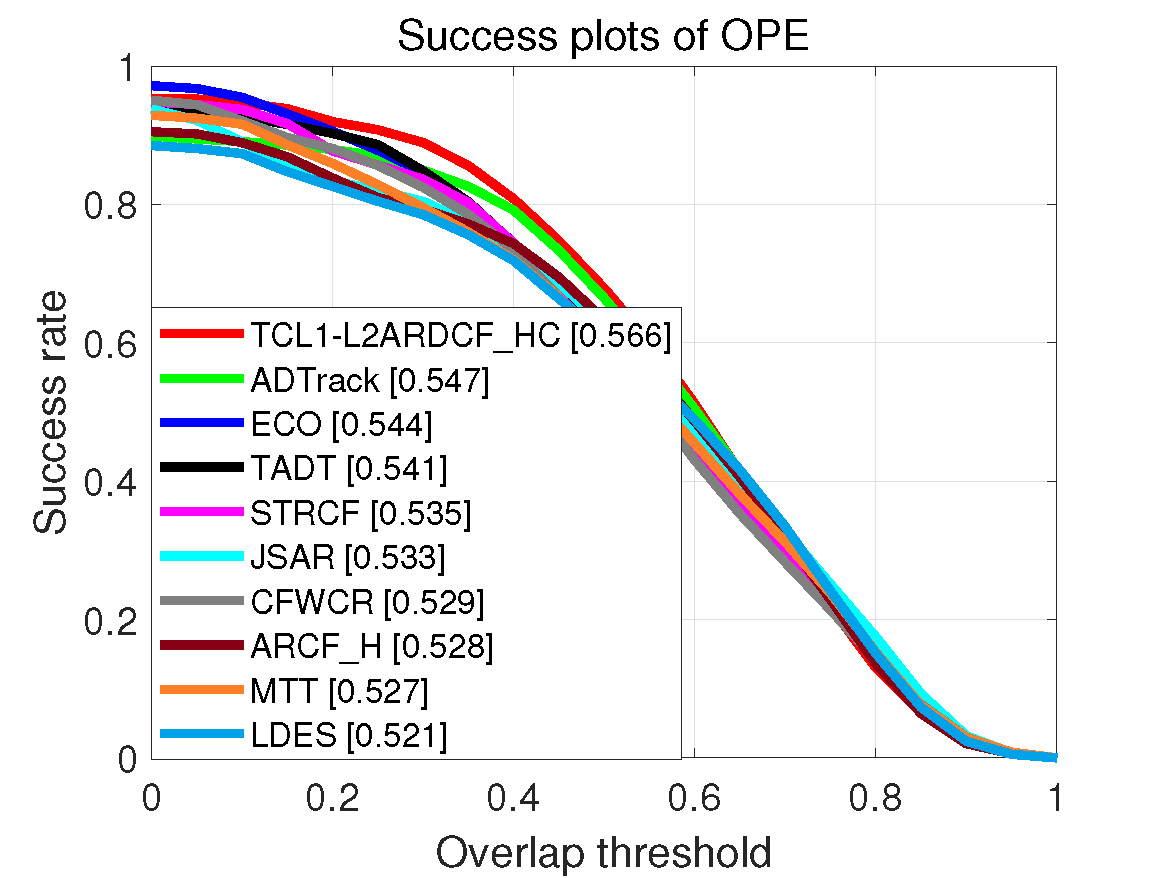 Success plots of OPE
1
0.8
0.6
0.4
0.2
0
Success rate
TCL1-L2ARDCF_HC [0.566]
ADTrack [0.547]
ECO [0.544]
TADT [0.541]
STRCF [0.535]
JSAR [0.533]
CFWCR [0.529]
ARCF_H [0.528]
MTT [0.527]
LDES [0.521]
0 0.2 0.4 0.6 0.8 1
Overlap threshold